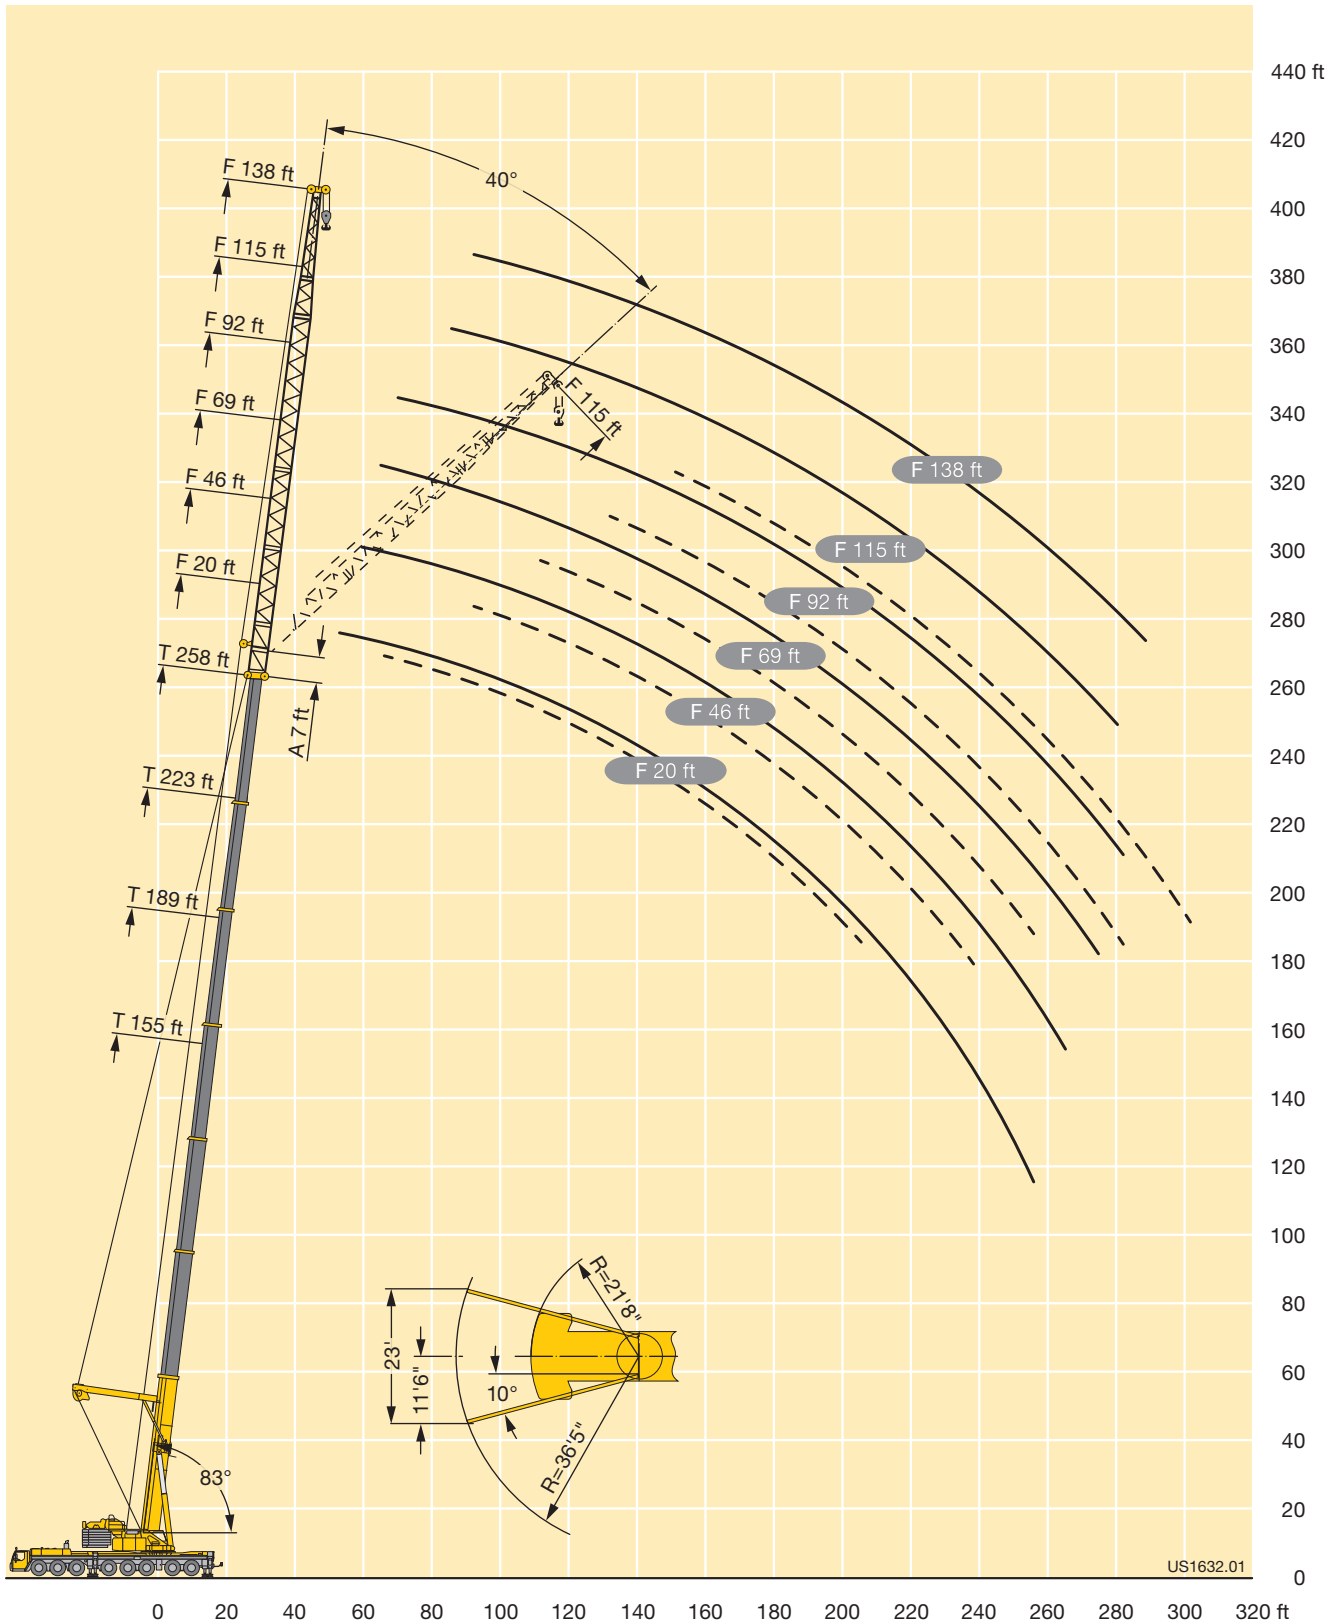 440 ft
420
400
380
360
340
320
300
280
260
240
220
200
180
160
140
120
100
80
60
40
20
0
40°
F 138 ft
F 115 ft
F 92 ft
F 69 ft
F 46 ft
F 20 ft
T 258 ft
A 7 ft
T 223 ft
T 189 ft
T 155 ft
F 115 ft
F 138 ft
F 115 ft
F 92 ft
F 69 ft
F 46 ft
F 20 ft
83°
R=21'8"
23'
11'6"
10°
R=36'5"
US1632.01
0 20 40 60 80 100 120 140 160 180 200 220 240 260 280 300 320 ft